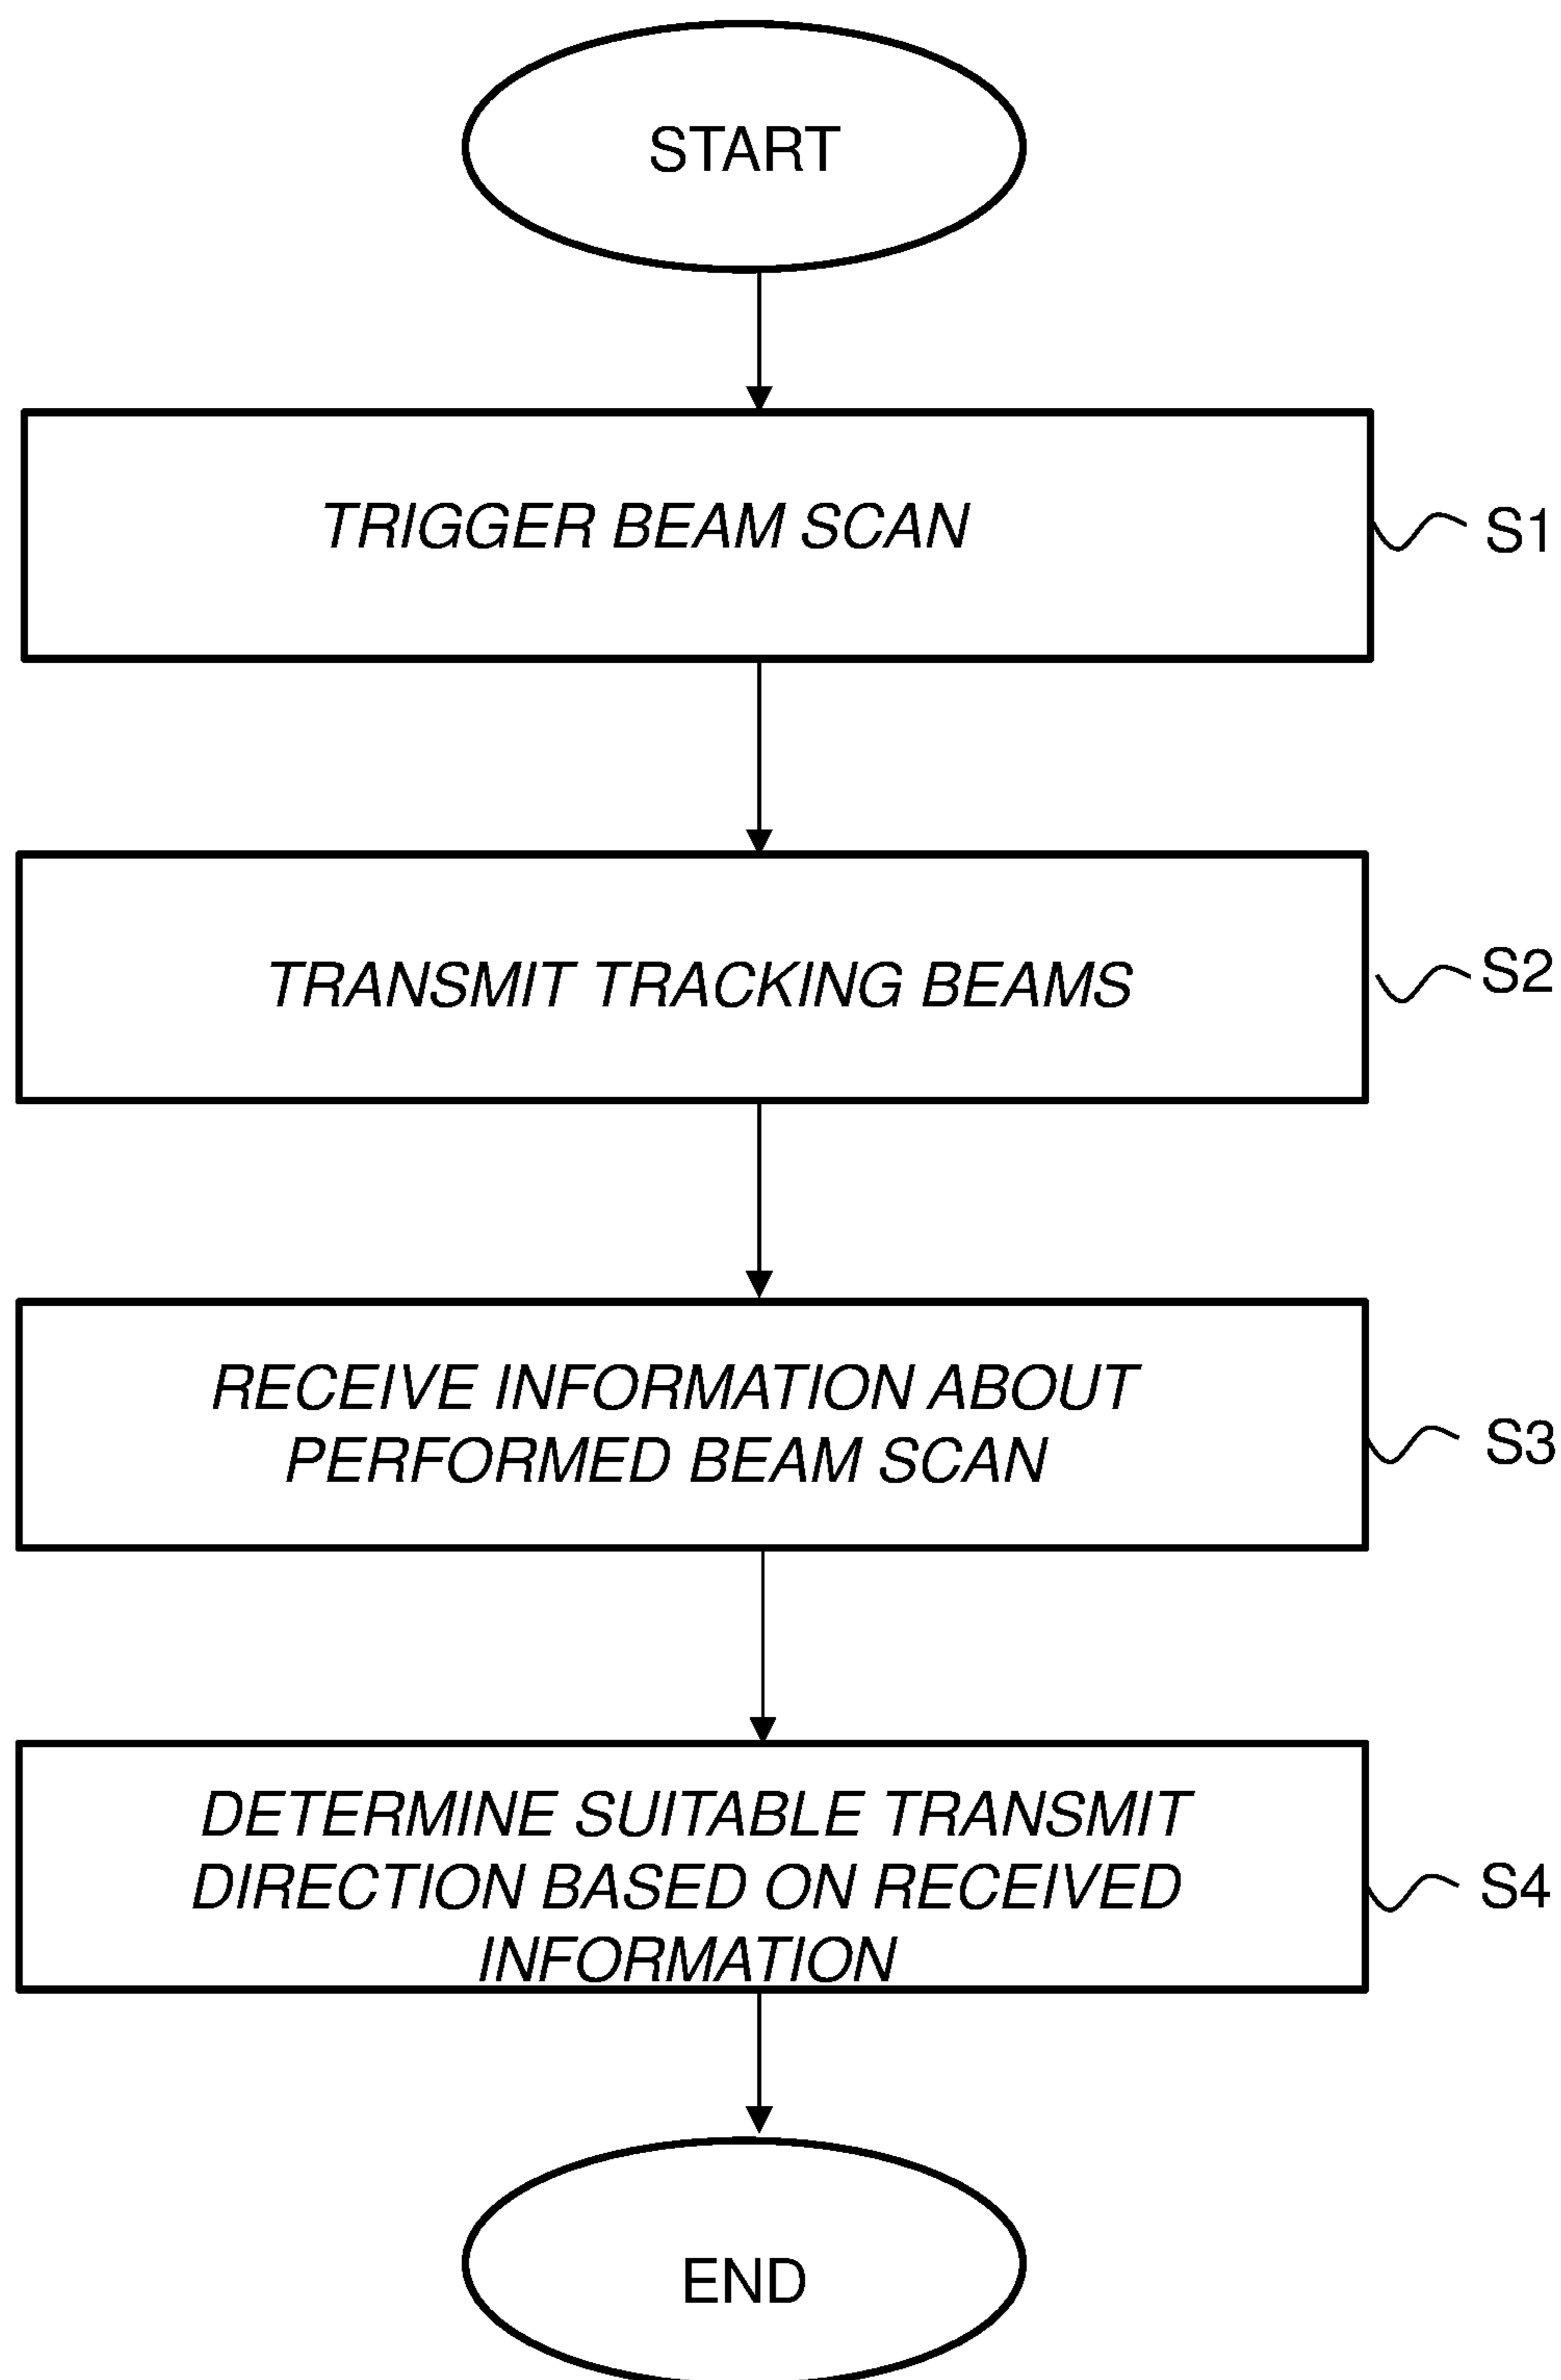 START
TRIGGER BEAM SCAN
S1
TRANSMIT TRACKING BEAMS
S2
RECEIVE INFORMATION ABOUT
PERFORMED BEAM SCAN
S3
DETERMINE SUITABLE TRANSMIT
DIRECTION BASED ON RECEIVED
INFORMATION
S4
END